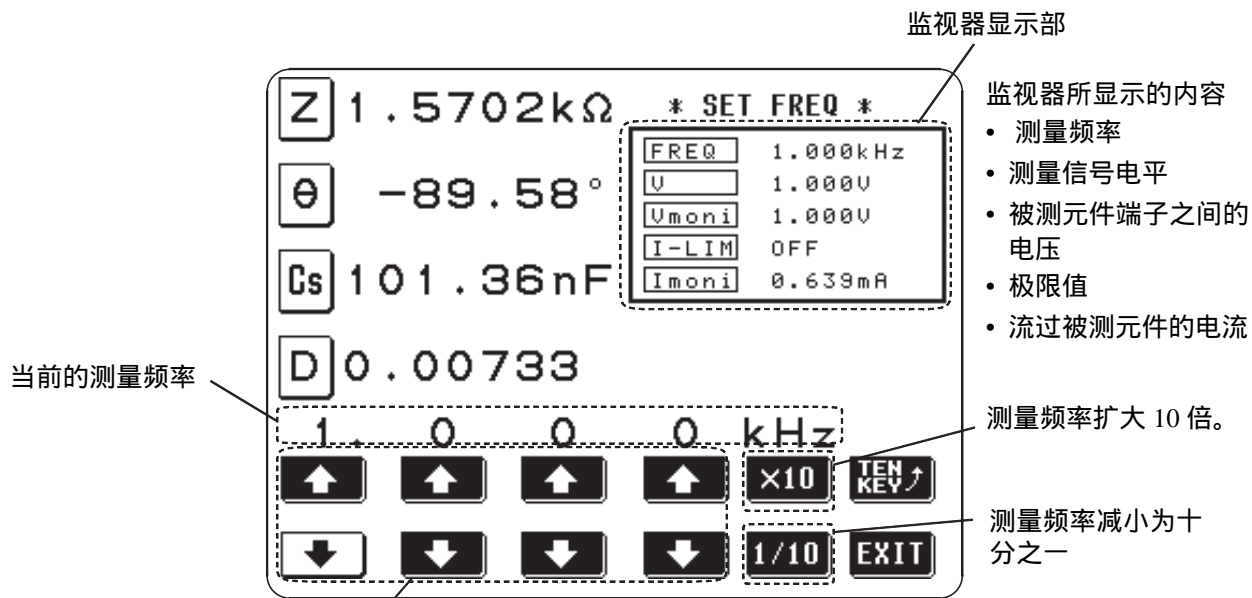 监视器显示部
Z 1.5702kΩ
* SET FREQ *
FREQ 1.000kHz
V 1.000V
Vmoni 1.000V
I-LIM OFF
Imoni 0.639mA
θ -89.58°
Cs 101.36nF
D 0.00733
监视器所显示的内容
• 测量频率
• 测量信号电平
• 被测元件端子之间的
电压
• 极限值
• 流过被测元件的电流
当前的测量频率
1. 0 0 0 kHz
×10
TEN
KEY
测量频率扩大 10 倍。
1/10
EXIT
测量频率减小为十
分之一